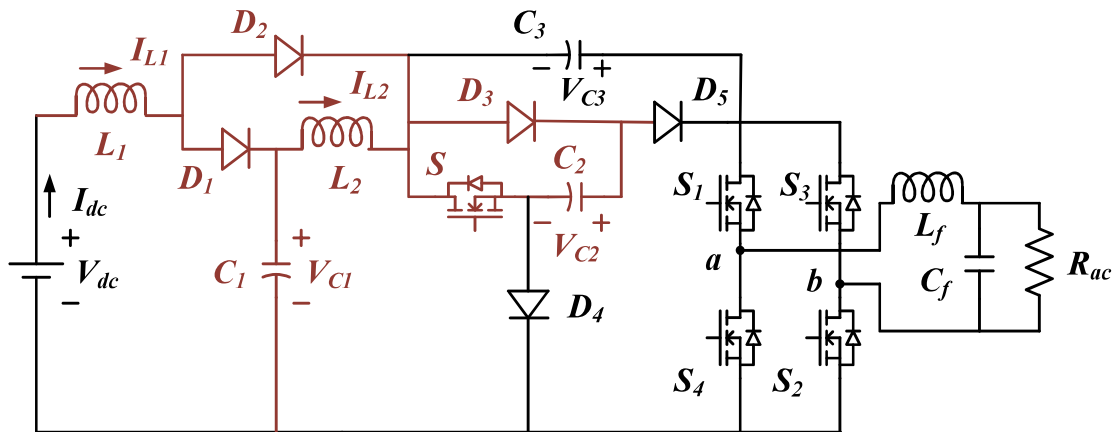 C3
D2
IL1
VC3
D3
D5
IL2
L1
D1
L2
S
C2
S1
S3
Idc
Lf
VC2
a
Vdc
C1
VC1
b
Cf
Rac
D4
S4
S2